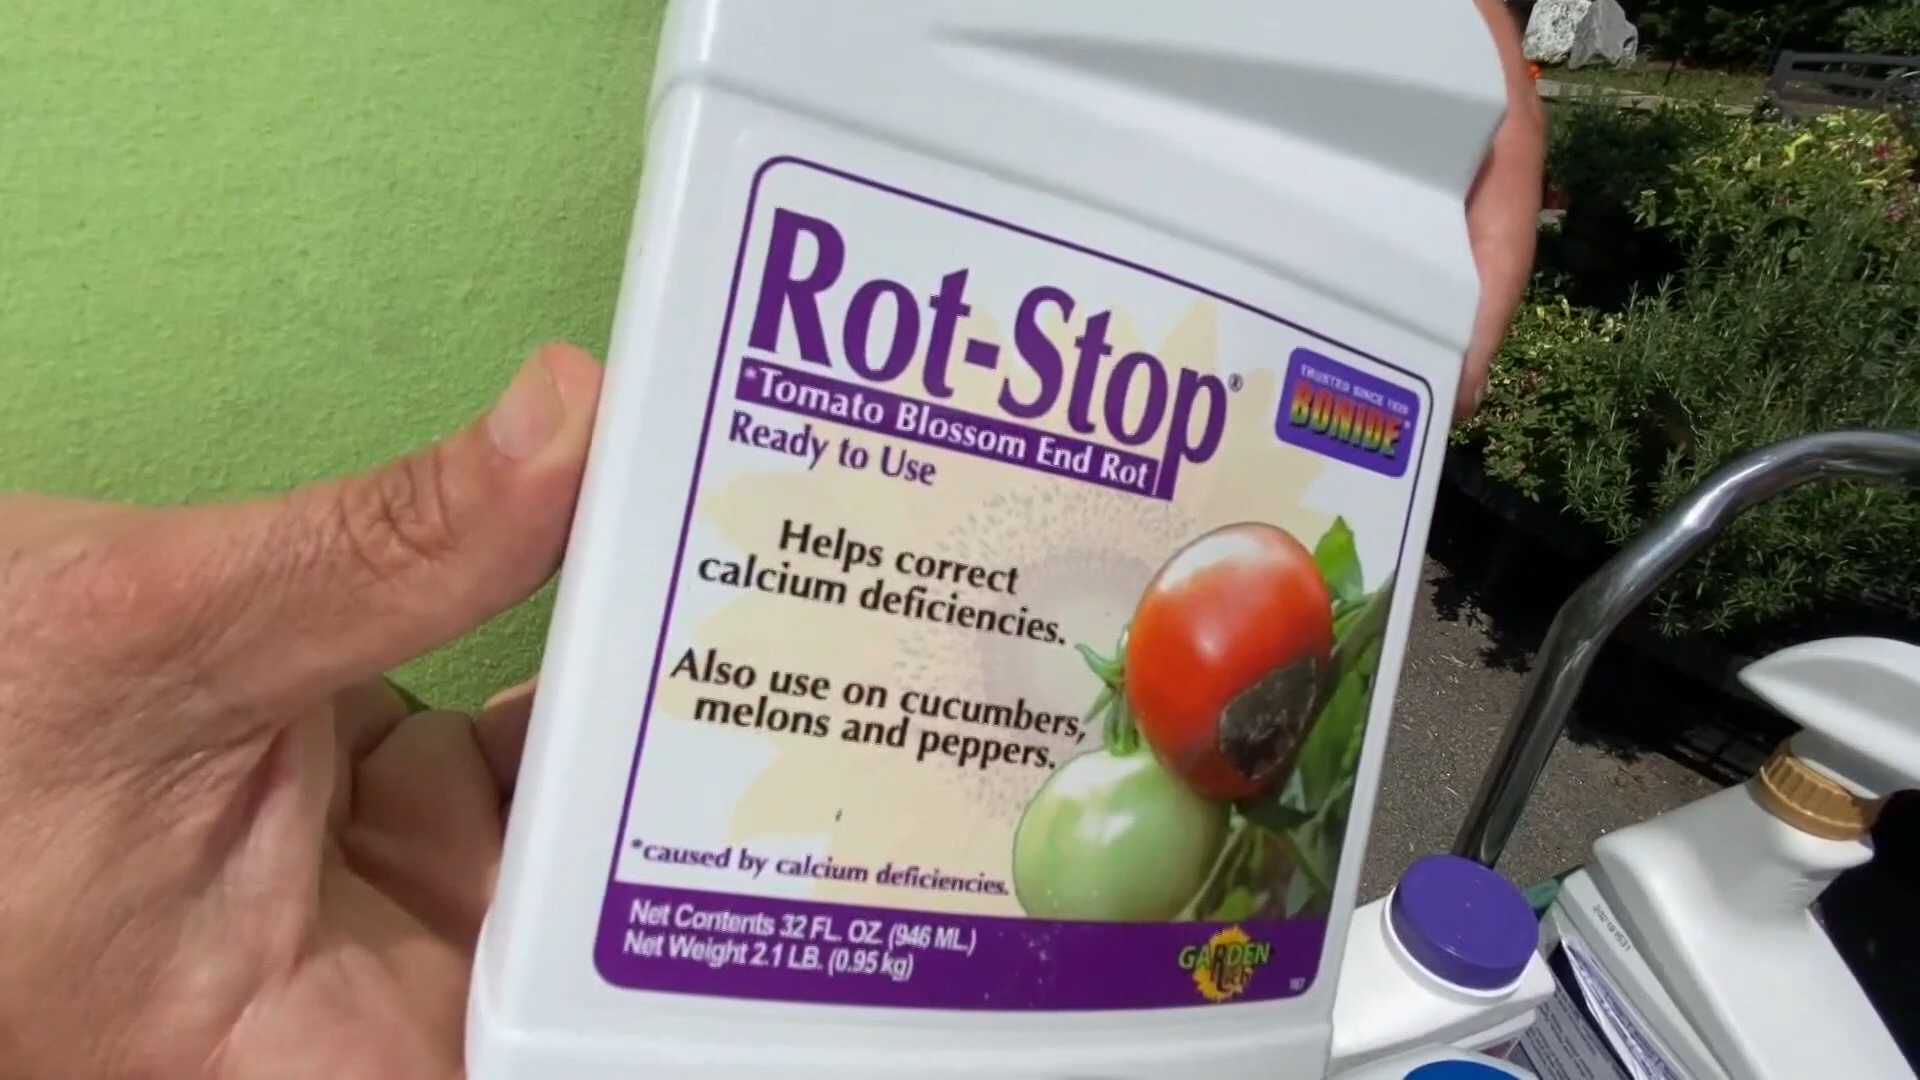 Rot-Stop®
*Tomato Blossom End Rot
Ready to Use
TRUSTED SINCE 1926
BONIDE®
Helps correct
calcium deficiencies.
Also use on cucumbers,
melons and peppers.
*caused by calcium deficiencies.
Net Contents 32 FL. OZ. (946 ML.)
Net Weight 2.1 LB. (0.95 kg)
GARDEN
Rich